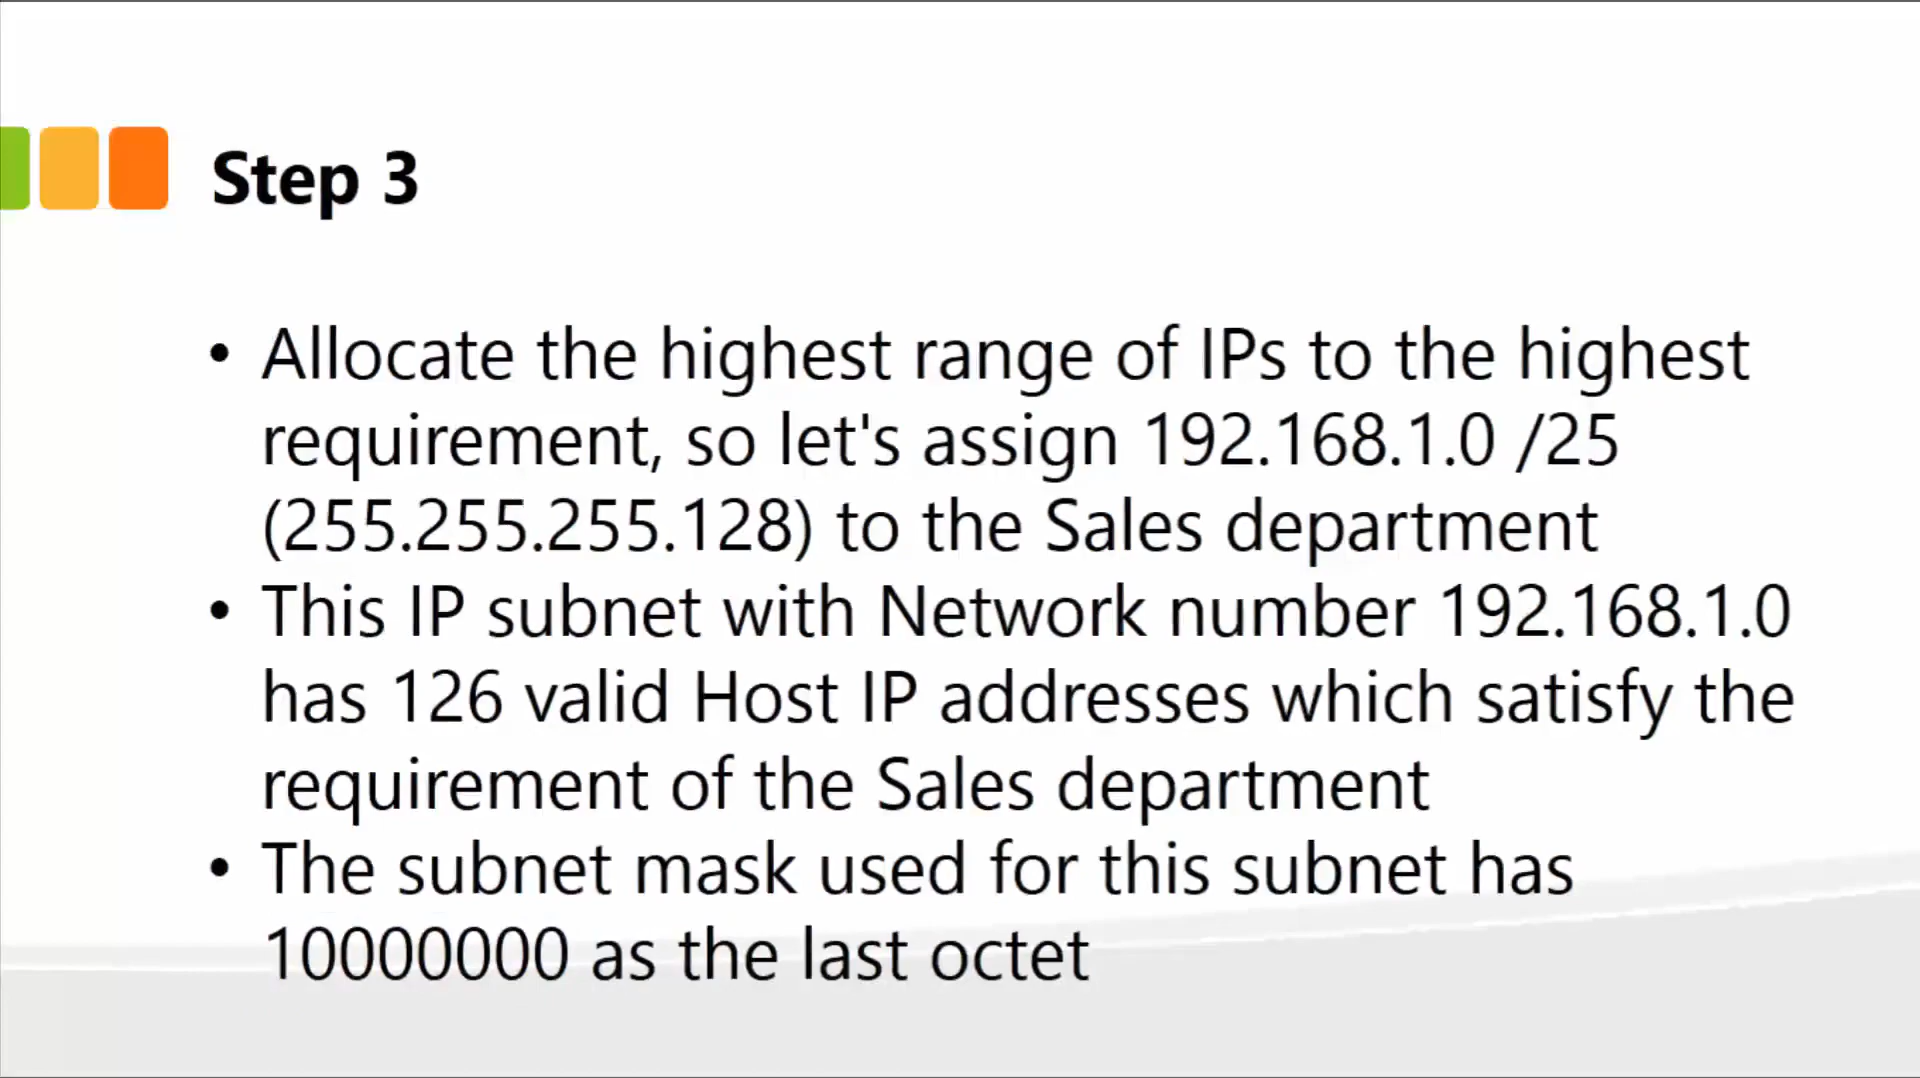 Step 3
• Allocate the highest range of IPs to the highest
requirement, so let's assign 192.168.1.0 /25
(255.255.255.128) to the Sales department
• This IP subnet with Network number 192.168.1.0
has 126 valid Host IP addresses which satisfy the
requirement of the Sales department
• The subnet mask used for this subnet has
10000000 as the last octet